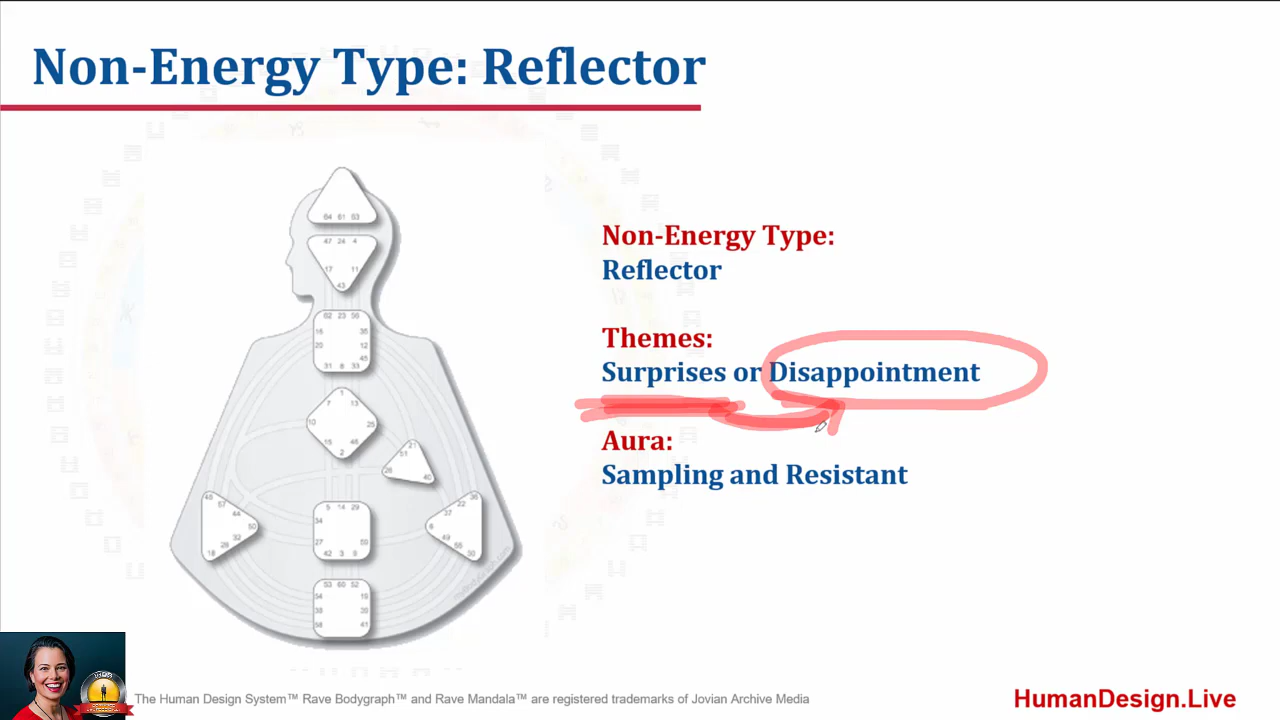 Non-Energy Type: Reflector
64 61 63
47 24 4
17 11
43
62 23 56
16 35
20 12
45
31 8 33
1
7 13
10 25
15 46
2
21
51
26 40
48
57
44
50
32
28
18
5 14 29
34
27 59
42 3 9
36
22
37
6
49
55
30
53 60 52
54 19
38 39
58 41
Non-Energy Type:
Reflector
Themes:
Surprises or Disappointment
Aura:
Sampling and Resistant
The Human Design System™ Rave Bodygraph™ and Rave Mandala™ are registered trademarks of Jovian Archive Media
HumanDesign.Live